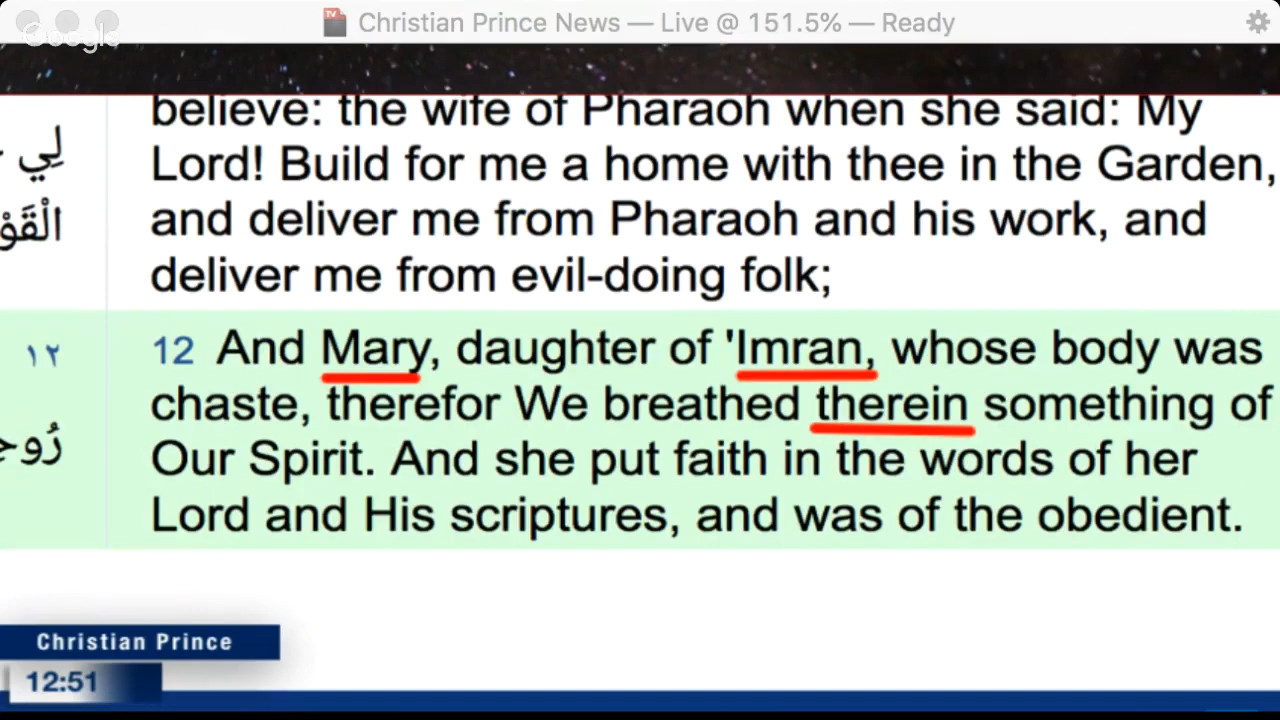 Christian Prince News — Live @ 151.5% — Ready
Google
believe: the wife of Pharaoh when she said: My
لِي
Lord! Build for me a home with thee in the Garden,
and deliver me from Pharaoh and his work, and
deliver me from evil-doing folk;
١٢
12 And Mary, daughter of 'Imran, whose body was
chaste, therefor We breathed therein something of
Our Spirit. And she put faith in the words of her
Lord and His scriptures, and was of the obedient.
Christian Prince
12:51